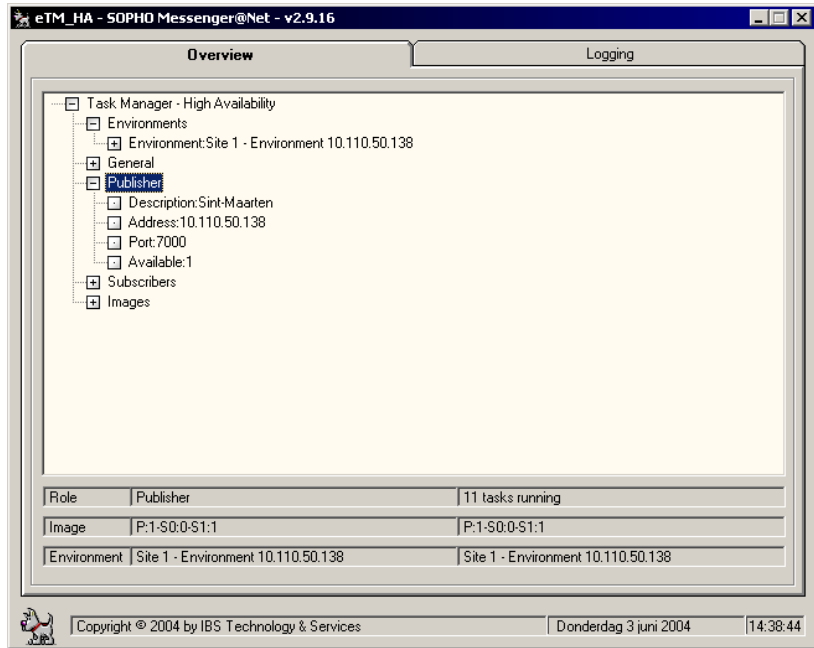 eTM_HA - SOPHO Messenger@Net - v2.9.16
Overview
Logging
Task Manager - High Availability
Environments
Environment:Site 1 - Environment 10.110.50.138
General
Publisher
Description:Sint-Maarten
Address:10.110.50.138
Port:7000
Available:1
Subscribers
Images
Role Publisher 11 tasks running
Image P:1-S0:0-S1:1 P:1-S0:0-S1:1
Environment Site 1 - Environment 10.110.50.138 Site 1 - Environment 10.110.50.138
Copyright © 2004 by IBS Technology & Services Donderdag 3 juni 2004 14:38:44